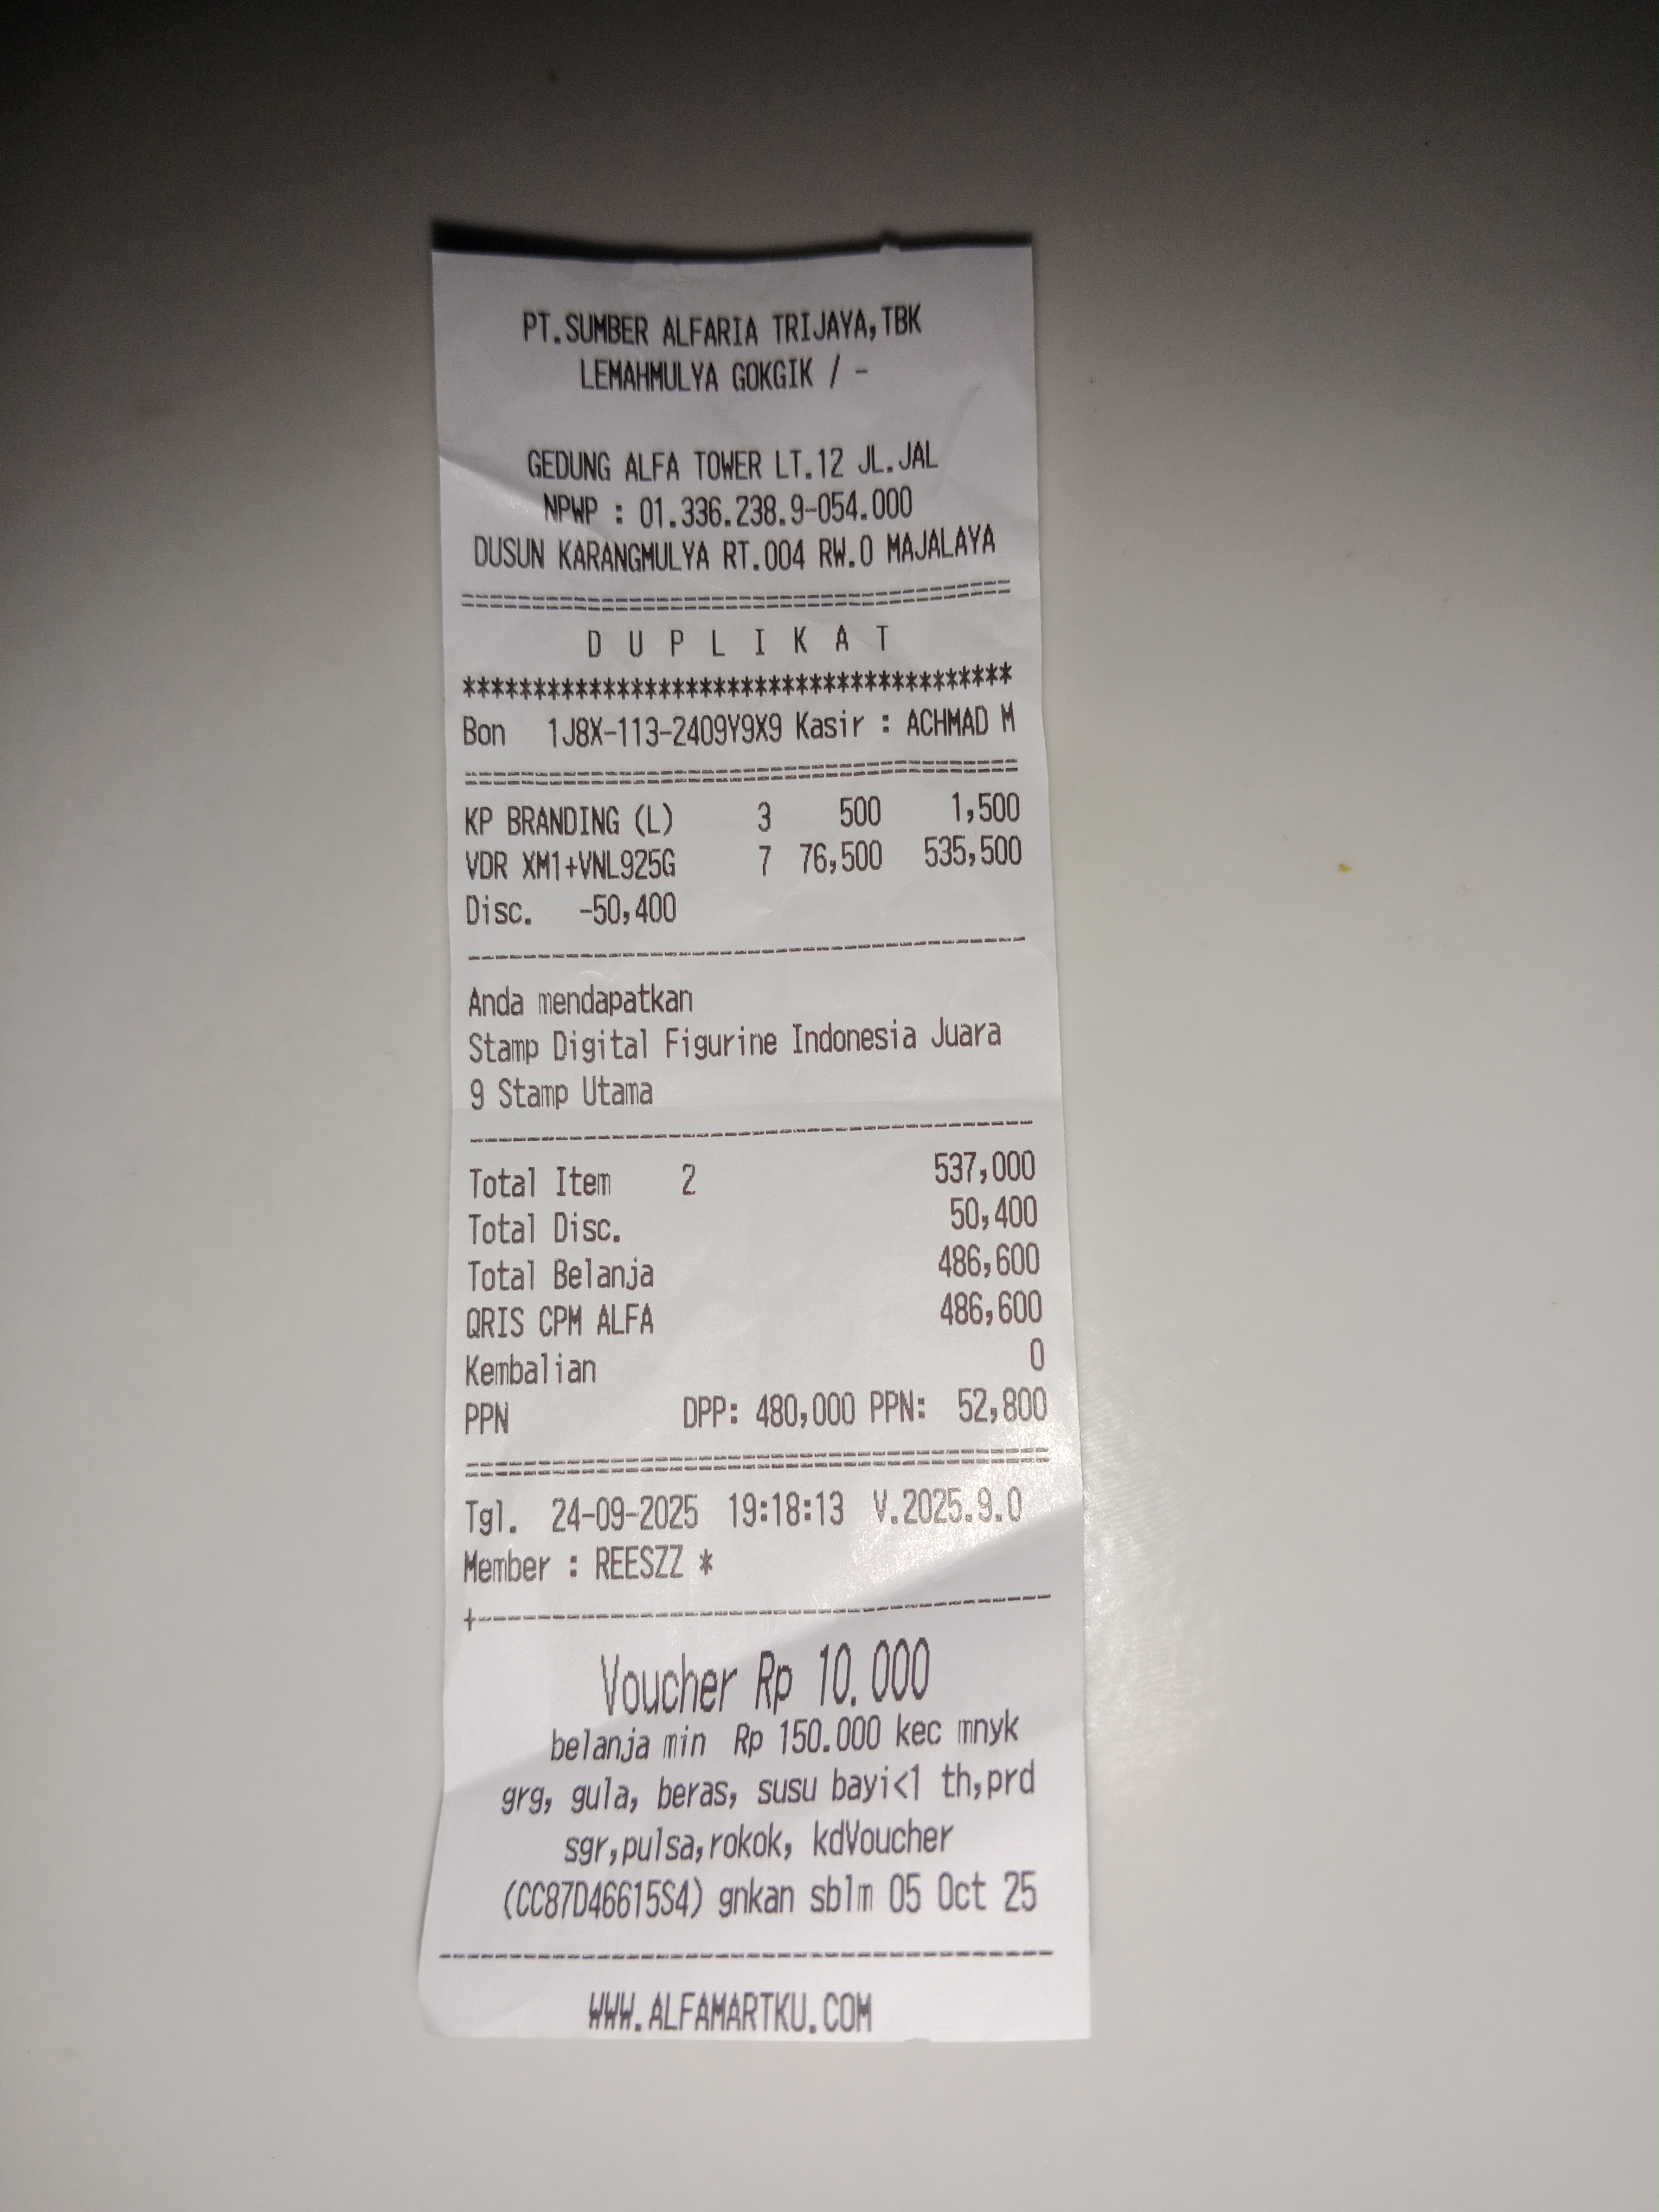 PT.SUMBER ALFARIA TRIJAYA,TBK
LEMAHMULYA GOKGIK / -
GEDUNG ALFA TOWER LT.12 JL.JAL
NPWP : 01.336.238.9-054.000
DUSUN KARANGMULYA RT.004 RW.0 MAJALAYA
D U P L I K A T
***************************************
Bon 1J8X-113-2409Y9X9 Kasir : ACHMAD M
KP BRANDING (L) 3 500 1,500
VDR XM1+VNL925G 7 76,500 535,500
Disc. -50,400
Anda mendapatkan
Stamp Digital Figurine Indonesia Juara
9 Stamp Utama
Total Item 2 537,000
Total Disc. 50,400
Total Belanja 486,600
QRIS CPM ALFA 486,600
Kembalian 0
PPN DPP: 480,000 PPN: 52,800
Tgl. 24-09-2025 19:18:13 V.2025.9.0
Member : REESZZ *
Voucher Rp 10.000
belanja min Rp 150.000 kec mnyk
grg, gula, beras, susu bayi<1 th,prd
sgr,pulsa,rokok, kdVoucher
(CC87D46615S4) gnkan sblm 05 Oct 25
WWW.ALFAMARTKU.COM